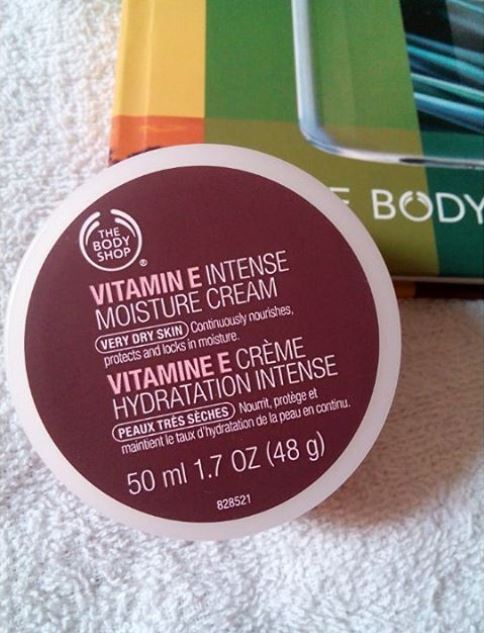 THE
BODY
SHOP
®
VITAMIN E INTENSE
MOISTURE CREAM
VERY DRY SKIN Continuously nourishes,
protects and locks in moisture.
VITAMINE E CRÈME
HYDRATATION INTENSE
PEAUX TRÈS SÈCHES Nourrit, protège et
maintient le taux d'hydratation de la peau en continu.
50 ml 1.7 OZ (48 g)
828521
E BODY